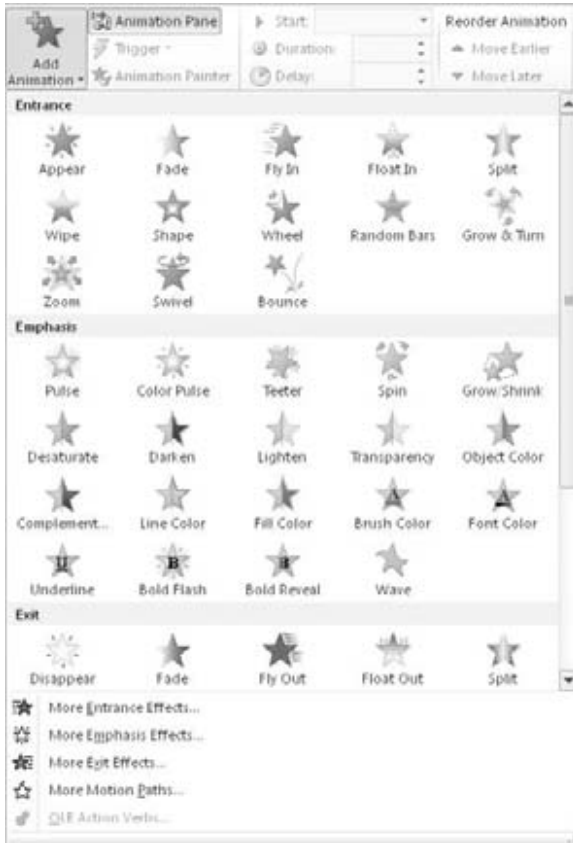 Add Animation
Animation Pane
Trigger
Animation Painter
Start:
Duration:
Delay:
Reorder Animation
Move Earlier
Move Later
Entrance
Appear Fade Fly In Float In Split
Wipe Shape Wheel Random Bars Grow & Turn
Zoom Swivel Bounce
Emphasis
Pulse Color Pulse Teeter Spin Grow/Shrink
Desaturate Darken Lighten Transparency Object Color
Complement... Line Color Fill Color Brush Color Font Color
Underline Bold Flash Bold Reveal Wave
Exit
Disappear Fade Fly Out Float Out Split
More Entrance Effects...
More Emphasis Effects...
More Exit Effects...
More Motion Paths...
OLE Action Verbs...